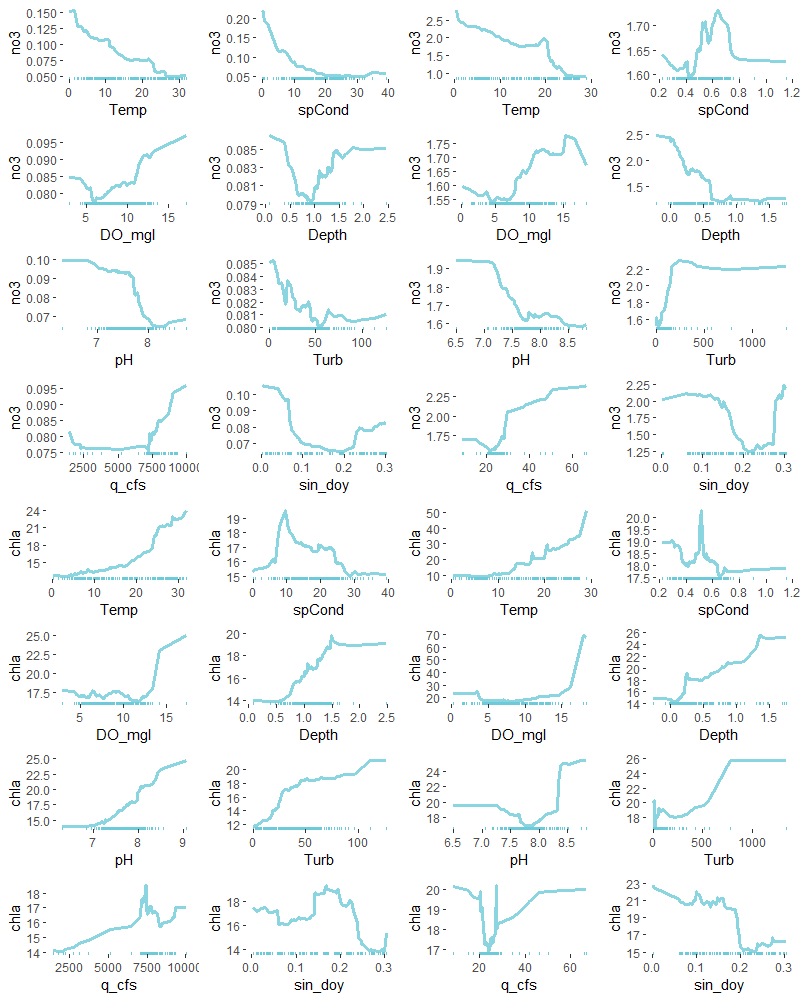 no3 0.150 0.125 0.100 0.075 0.050 0 10 20 30 Temp
no3 0.20 0.15 0.10 0.05 0 10 20 30 40 spCond
no3 2.5 2.0 1.5 1.0 0 10 20 30 Temp
no3 1.70 1.65 1.60 0.2 0.4 0.6 0.8 1.0 1.2 spCond
no3 0.095 0.090 0.085 0.080 5 10 15 DO_mgl
no3 0.085 0.083 0.081 0.079 0.0 0.5 1.0 1.5 2.0 2.5 Depth
no3 1.75 1.70 1.65 1.60 1.55 0 5 10 15 DO_mgl
no3 2.5 2.0 1.5 0.0 0.5 1.0 1.5 Depth
no3 0.10 0.09 0.08 0.07 7 8 pH
no3 0.085 0.083 0.082 0.081 0.080 0 50 100 Turb
no3 1.9 1.8 1.7 1.6 6.5 7.0 7.5 8.0 8.5 pH
no3 2.2 2.0 1.8 1.6 0 500 1000 Turb
no3 0.095 0.090 0.085 0.080 0.075 2500 5000 7500 10000 q_cfs
no3 0.10 0.09 0.08 0.07 0.0 0.1 0.2 0.3 sin_doy
no3 2.25 2.00 1.75 20 40 60 q_cfs
no3 2.25 2.00 1.75 1.50 1.25 0.0 0.1 0.2 0.3 sin_doy
chla 24 21 18 15 0 10 20 30 Temp
chla 19 18 17 16 15 0 10 20 30 40 spCond
chla 50 40 30 20 10 0 10 20 30 Temp
chla 20.0 19.5 19.0 18.5 18.0 17.5 0.2 0.4 0.6 0.8 1.0 1.2 spCond
chla 25.0 22.5 20.0 17.5 5 10 15 DO_mgl
chla 20 18 16 14 0.0 0.5 1.0 1.5 2.0 2.5 Depth
chla 70 60 50 40 30 20 0 5 10 15 DO_mgl
chla 26 24 22 20 18 16 14 0.0 0.5 1.0 1.5 Depth
chla 25.0 22.5 20.0 17.5 15.0 7 8 9 pH
chla 20 18 16 14 12 0 50 100 Turb
chla 24 22 20 18 6.5 7.0 7.5 8.0 8.5 pH
chla 26 24 22 20 18 0 500 1000 Turb
chla 18 17 16 15 14 2500 5000 7500 10000 q_cfs
chla 18 17 16 15 14 0.0 0.1 0.2 0.3 sin_doy
chla 20 19 18 17 20 40 60 q_cfs
chla 23 21 19 17 15 0.0 0.1 0.2 0.3 sin_doy